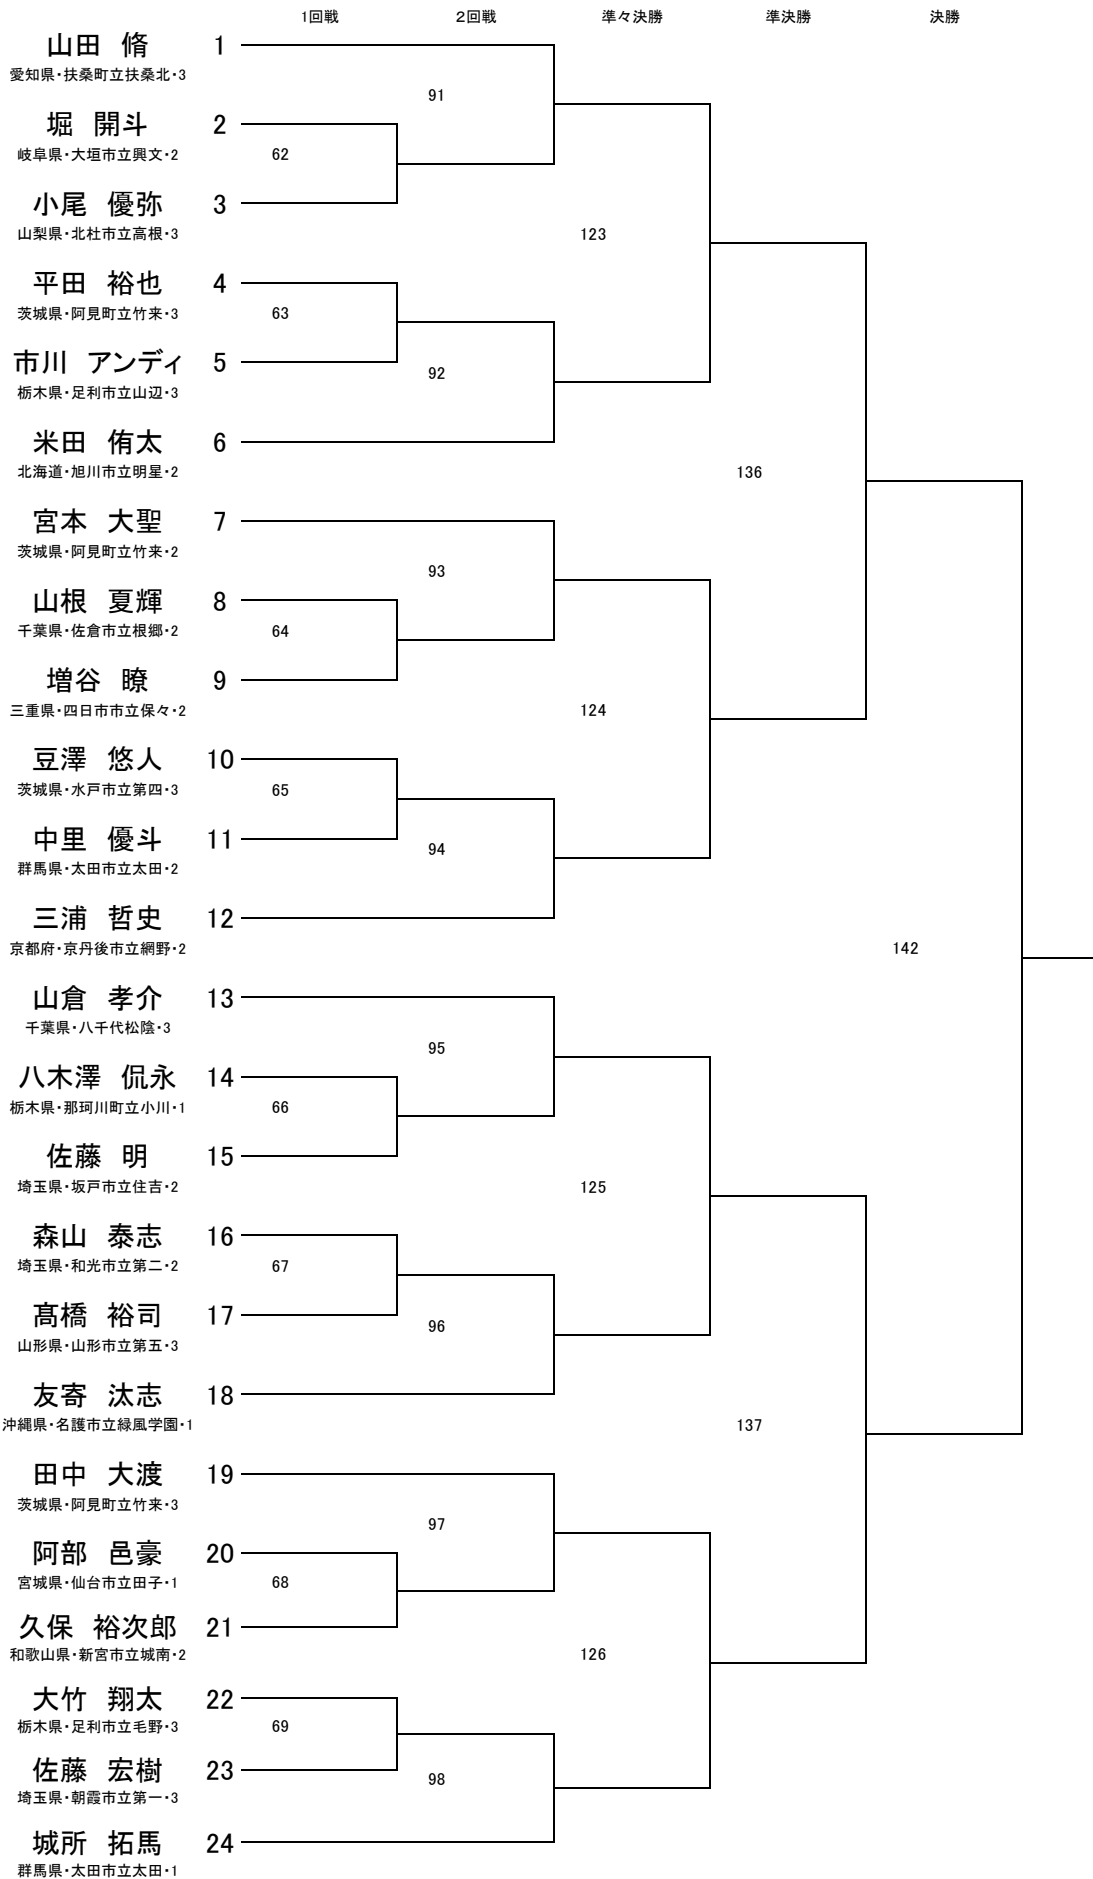 1回戦 2回戦 準々決勝 準決勝 決勝
山田 脩 1
愛知県・扶桑町立扶桑北・3
91
堀 開斗 2
岐阜県・大垣市立興文・2 62
小尾 優弥 3
山梨県・北杜市立高根・3 123
平田 裕也 4
茨城県・阿見町立竹来・3 63
市川 アンディ 5
栃木県・足利市立山辺・3 92
米田 侑太 6
北海道・旭川市立明星・2 136
宮本 大聖 7
茨城県・阿見町立竹来・2
93
山根 夏輝 8
千葉県・佐倉市立根郷・2 64
増谷 瞭 9
三重県・四日市市立保々・2 124
豆澤 悠人 10
茨城県・水戸市立第四・3 65
中里 優斗 11
群馬県・太田市立太田・2 94
三浦 哲史 12
京都府・京丹後市立網野・2 142
山倉 孝介 13
千葉県・八千代松陰・3
95
八木澤 侃永 14
栃木県・那珂川町立小川・1 66
佐藤 明 15
埼玉県・坂戸市立住吉・2 125
森山 泰志 16
埼玉県・和光市立第二・2 67
髙橋 裕司 17
山形県・山形市立第五・3 96
友寄 汰志 18
沖縄県・名護市立緑風学園・1 137
田中 大渡 19
茨城県・阿見町立竹来・3
97
阿部 邑豪 20
宮城県・仙台市立田子・1 68
久保 裕次郎 21
和歌山県・新宮市立城南・2 126
大竹 翔太 22
栃木県・足利市立毛野・3 69
佐藤 宏樹 23
埼玉県・朝霞市立第一・3 98
城所 拓馬 24
群馬県・太田市立太田・1